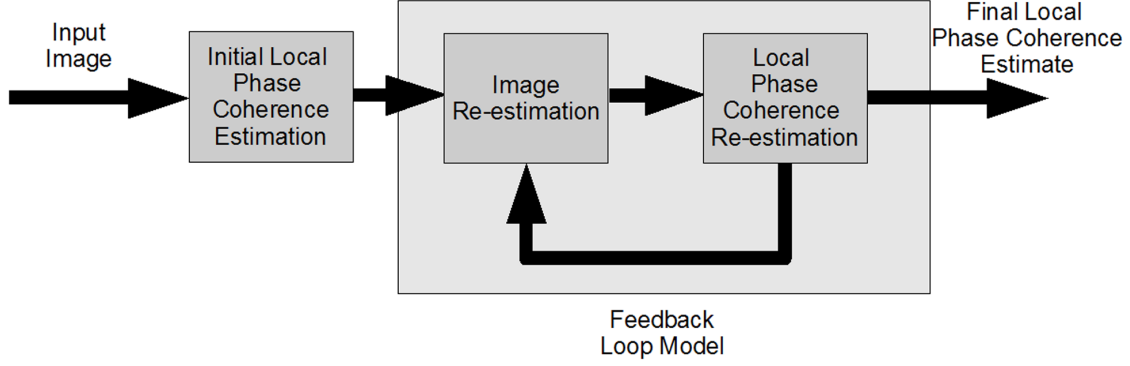 Input
Image
Initial Local
Phase
Coherence
Estimation
Image
Re-estimation
Local
Phase
Coherence
Re-estimation
Final Local
Phase Coherence
Estimate
Feedback
Loop Model